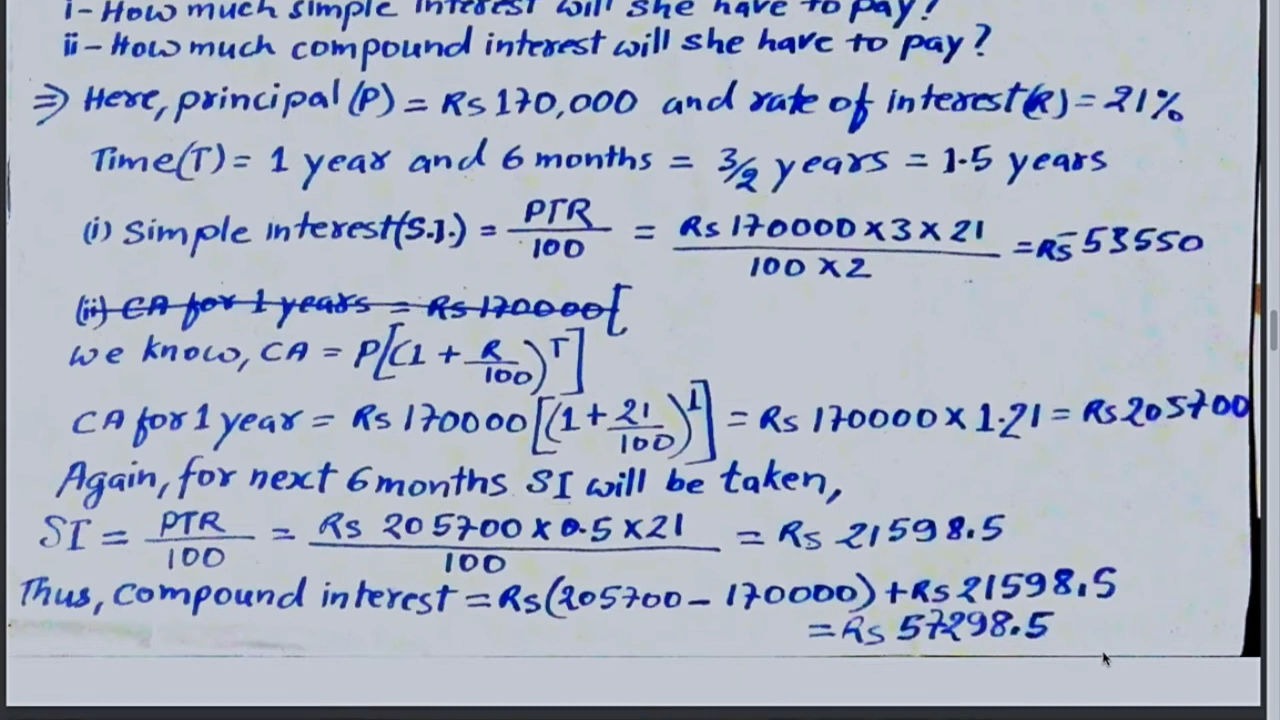 i- How much simple interest will she have to pay?
ii- How much compound interest will she have to pay?
⇒ Here, principal (P) = Rs 170,000 and rate of interest(R) = 21%
Time(T) = 1 year and 6 months = 3/2 years = 1.5 years
(i) Simple interest(S.I.) = PTR/100 = Rs 170000 × 3 × 21/100 × 2 = Rs 53550
(ii) CA for 1 years = Rs 170000[
We know, CA = P[(1 + R/100)^T]
CA for 1 year = Rs 170000[(1 + 21/100)^1] = Rs 170000 × 1.21 = Rs 205700
Again, for next 6 months SI will be taken,
SI = PTR/100 = Rs 205700 × 0.5 × 21/100 = Rs 21598.5
Thus, compound interest = Rs(205700 - 170000) + Rs 21598.5
= Rs 57298.5